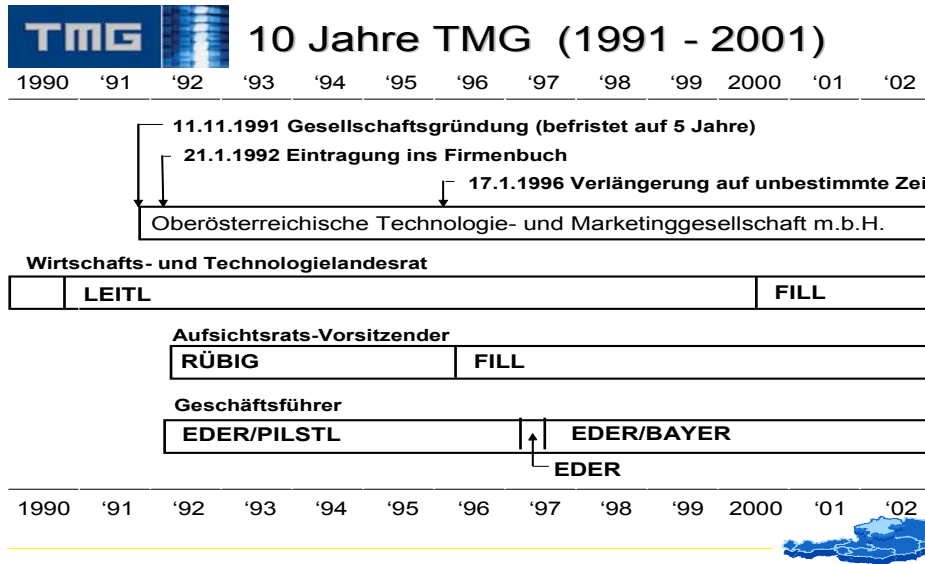 TMG 10 Jahre TMG (1991 - 2001)
1990 ‘91 ‘92 ‘93 ‘94 ‘95 ‘96 ‘97 ‘98 ‘99 2000 ‘01 ‘02
11.11.1991 Gesellschaftsgründung (befristet auf 5 Jahre)
21.1.1992 Eintragung ins Firmenbuch
17.1.1996 Verlängerung auf unbestimmte Zei
Oberösterreichische Technologie- und Marketinggesellschaft m.b.H.
Wirtschafts- und Technologielandesrat
LEITL FILL
Aufsichtsrats-Vorsitzender
RÜBIG FILL
Geschäftsführer
EDER/PILSTL EDER/BAYER
EDER
1990 ‘91 ‘92 ‘93 ‘94 ‘95 ‘96 ‘97 ‘98 ‘99 2000 ‘01 ‘02